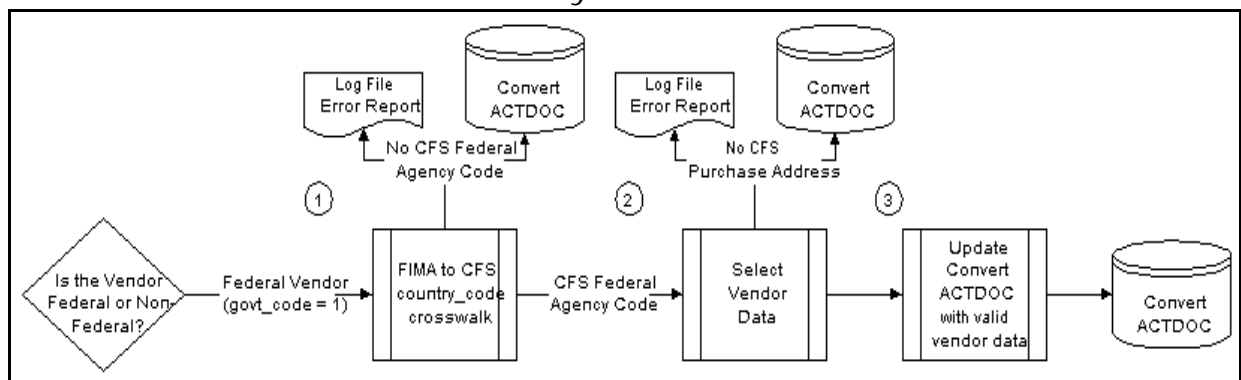 Log File
Error Report
Convert
ACTDOC
Log File
Error Report
Convert
ACTDOC
No CFS Federal
Agency Code
No CFS
Purchase Address
1
2
3
Is the Vendor
Federal or Non-
Federal?
Federal Vendor
(govt_code = 1)
FIMA to CFS
country_code
crosswalk
CFS Federal
Agency Code
Select
Vendor
Data
Update
Convert
ACTDOC
with valid
vendor data
Convert
ACTDOC